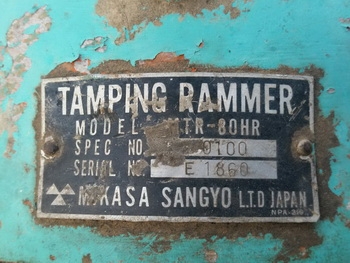 TAMPING RAMMER
MODEL MTR-80HR
SPEC NO. 0100
SERIAL NO. E 1860
MIKASA SANGYO L.T.D JAPAN